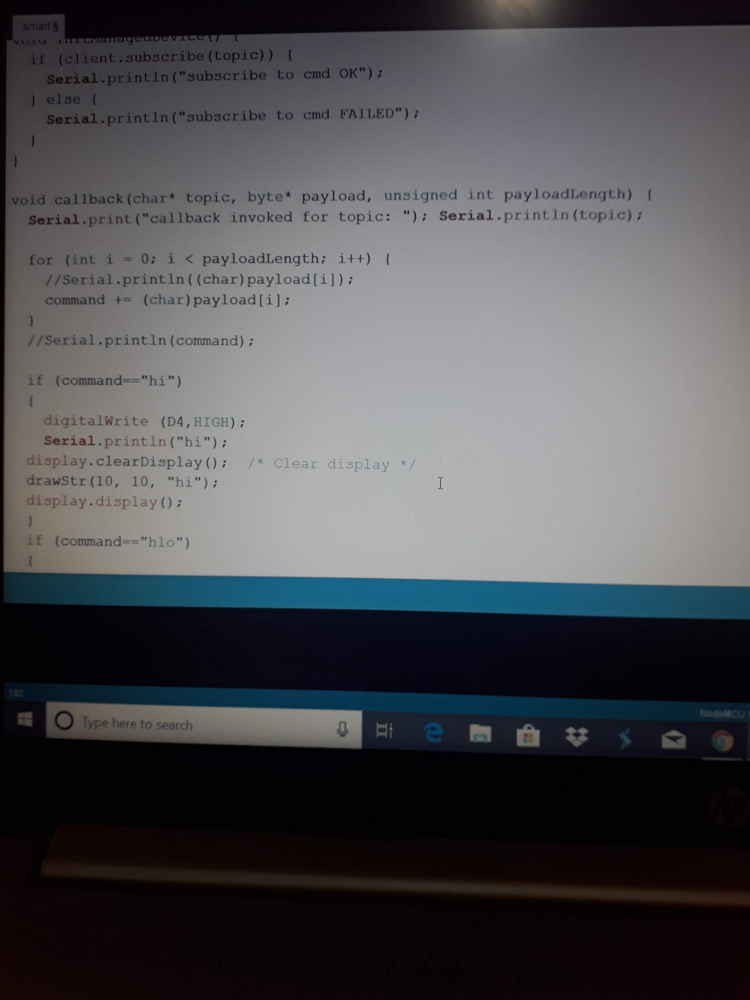 smart §
void initManagedDevice() {
if (client.subscribe(topic)) {
Serial.println("subscribe to cmd OK");
} else {
Serial.println("subscribe to cmd FAILED");
}
}
void callback(char* topic, byte* payload, unsigned int payloadLength) {
Serial.print("callback invoked for topic: "); Serial.println(topic);
for (int i = 0; i < payloadLength; i++) {
//Serial.println((char)payload[i]);
command += (char)payload[i];
}
//Serial.println(command);
if (command=="hi")
{
digitalWrite (D4,HIGH);
Serial.println("hi");
display.clearDisplay(); /* Clear display */
drawStr(10, 10, "hi");
display.display();
}
if (command=="hlo")
{
102
NodeMCU
Type here to search
hp